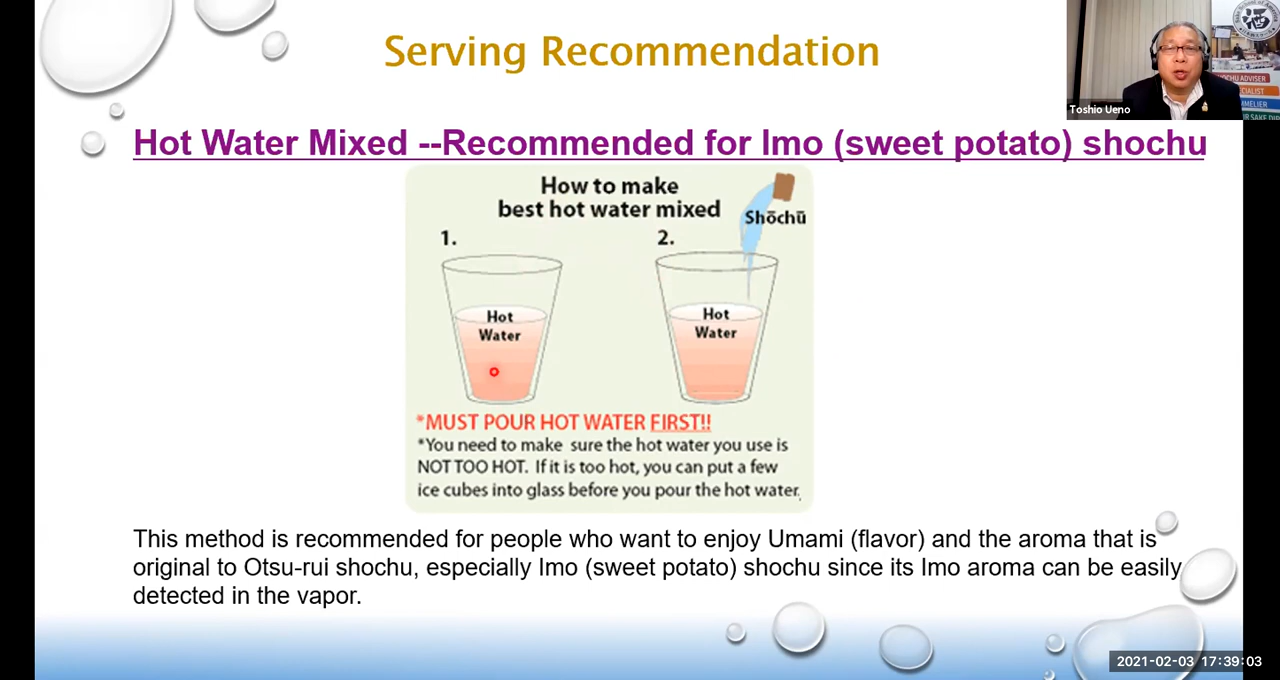 Serving Recommendation
Toshio Ueno
Hot Water Mixed --Recommended for Imo (sweet potato) shochu
How to make
best hot water mixed
Shōchū
1.
2.
Hot
Water
Hot
Water
*MUST POUR HOT WATER FIRST!!
*You need to make sure the hot water you use is
NOT TOO HOT. If it is too hot, you can put a few
ice cubes into glass before you pour the hot water.
This method is recommended for people who want to enjoy Umami (flavor) and the aroma that is
original to Otsu-rui shochu, especially Imo (sweet potato) shochu since its Imo aroma can be easily
detected in the vapor.
2021-02-03 17:39:03